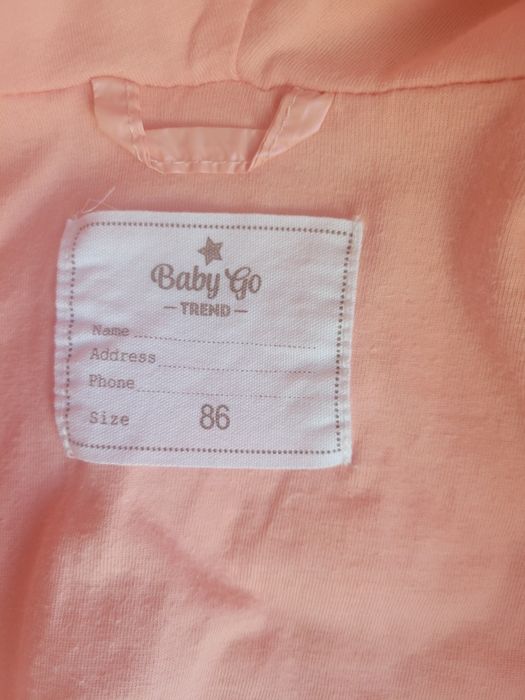 Baby Go
— TREND —
Name
Address
Phone
Size 86